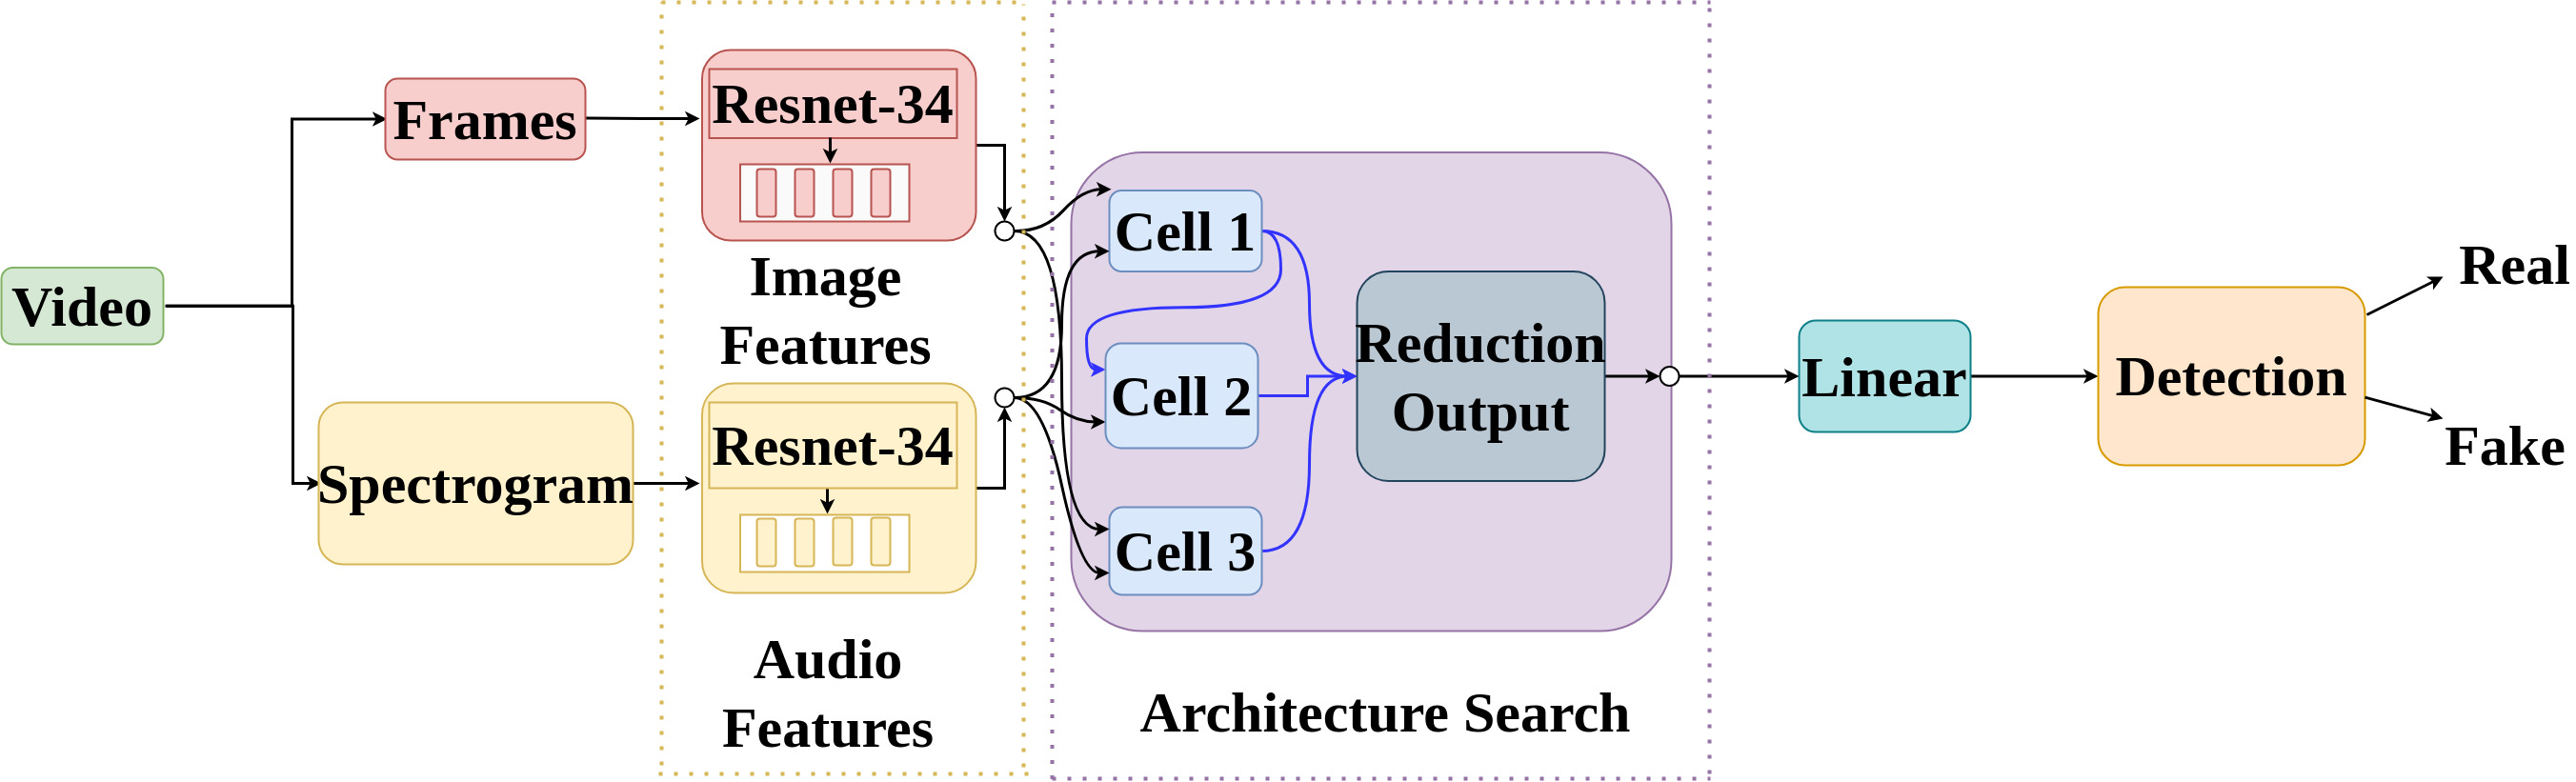 Video
Frames
Spectrogram
Resnet-34
Image
Features
Resnet-34
Audio
Features
Cell 1
Cell 2
Cell 3
Reduction
Output
Architecture Search
Linear
Detection
Real
Fake